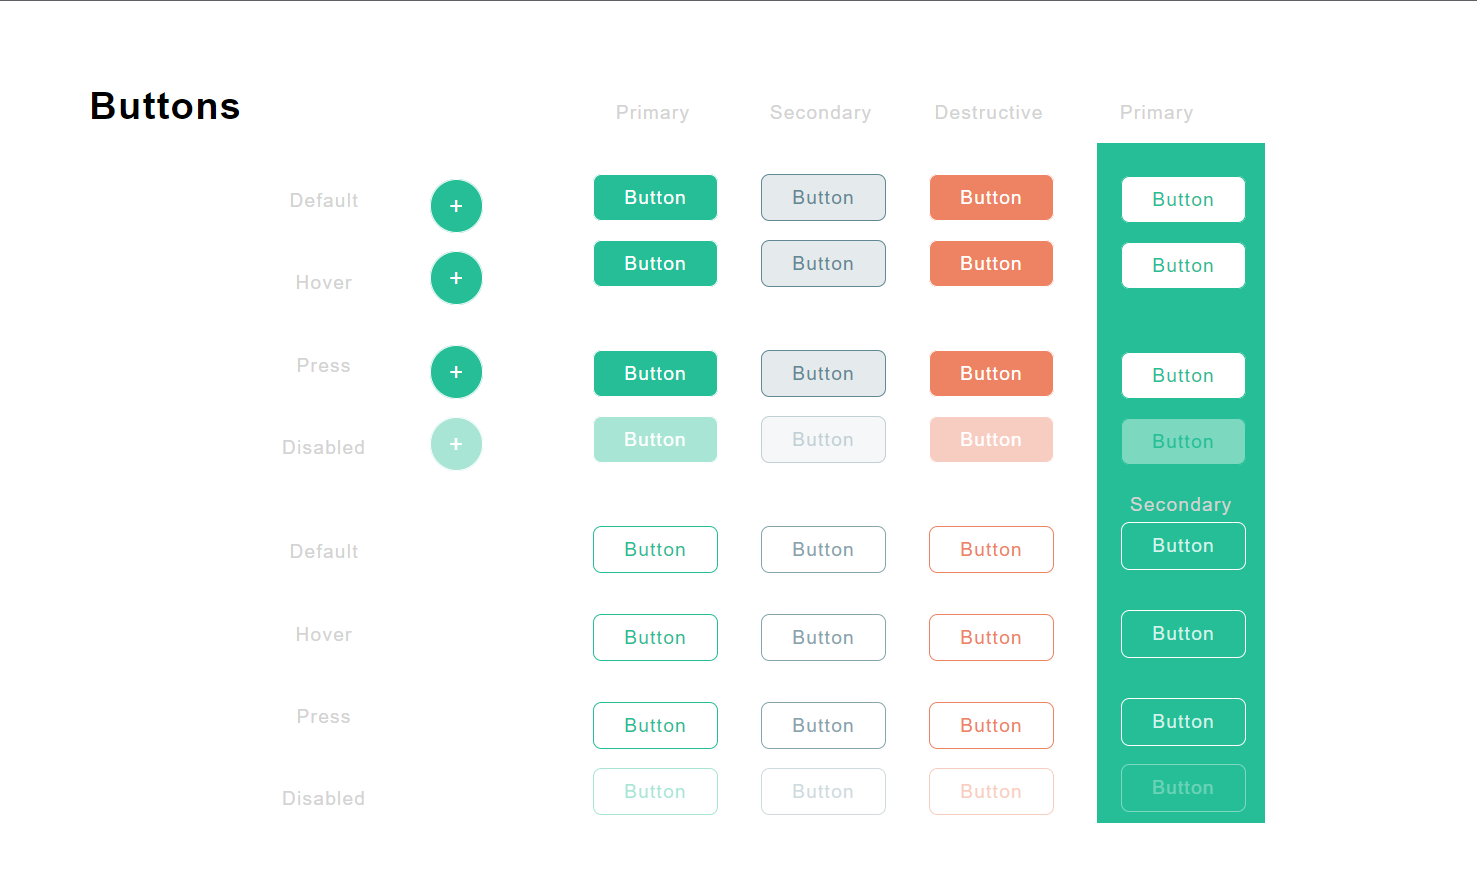 Buttons
Primary Secondary Destructive Primary
Default + Button Button Button Button
Hover + Button Button Button Button
Press + Button Button Button Button
Disabled + Button Button Button Button
Secondary
Default Button Button Button Button
Hover Button Button Button Button
Press Button Button Button Button
Disabled Button Button Button Button